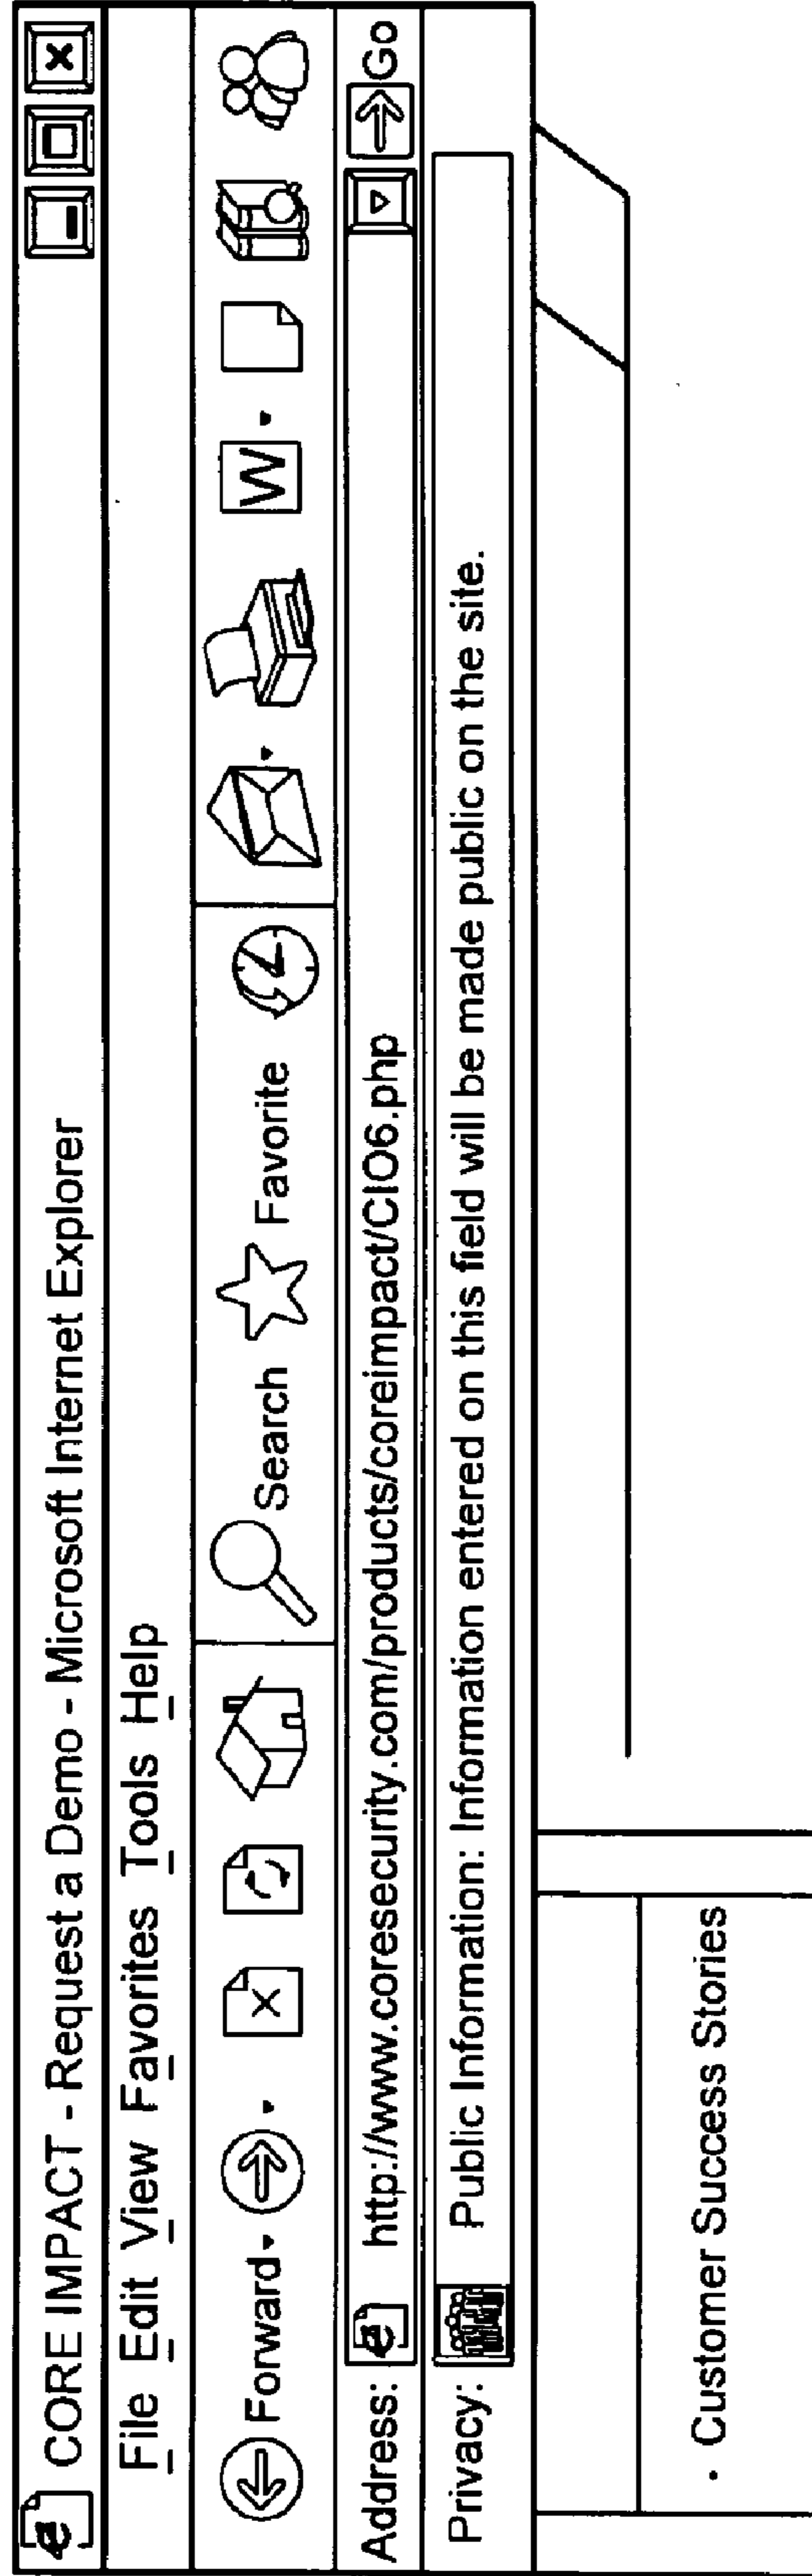 CORE IMPACT - Request a Demo - Microsoft Internet Explorer
File Edit View Favorites Tools Help
Forward Search Favorite W
Address: http://www.coresecurity.com/products/coreimpact/CIO6.php Go
Privacy: Public Information: Information entered on this field will be made public on the site.
• Customer Success Stories